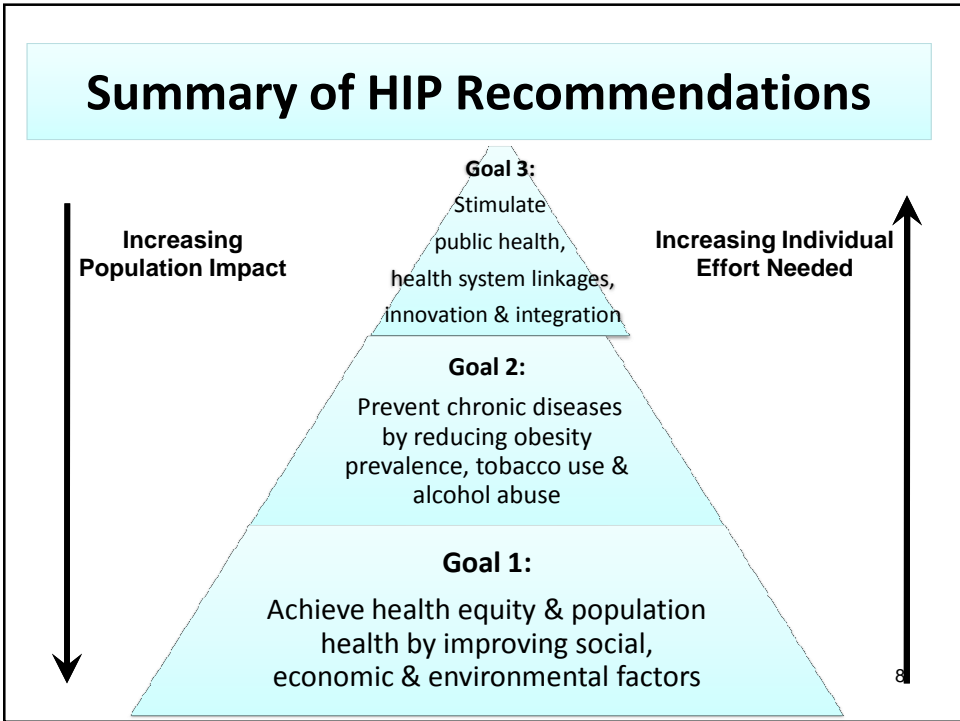 Summary of HIP Recommendations
Goal 3:
Stimulate
public health,
health system linkages,
innovation & integration
Increasing
Population Impact
Increasing Individual
Effort Needed
Goal 2:
Prevent chronic diseases
by reducing obesity
prevalence, tobacco use &
alcohol abuse
Goal 1:
Achieve health equity & population
health by improving social,
economic & environmental factors
8